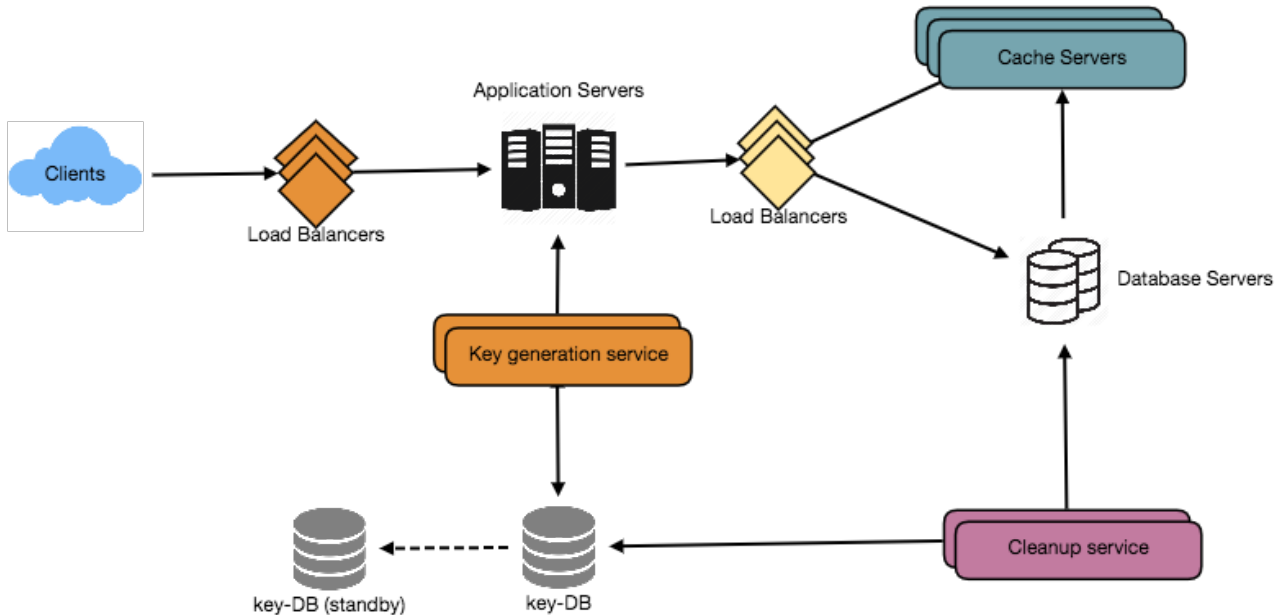 Cache Servers
Application Servers
Clients
Load Balancers
Load Balancers
Database Servers
Key generation service
Cleanup service
key-DB (standby)
key-DB